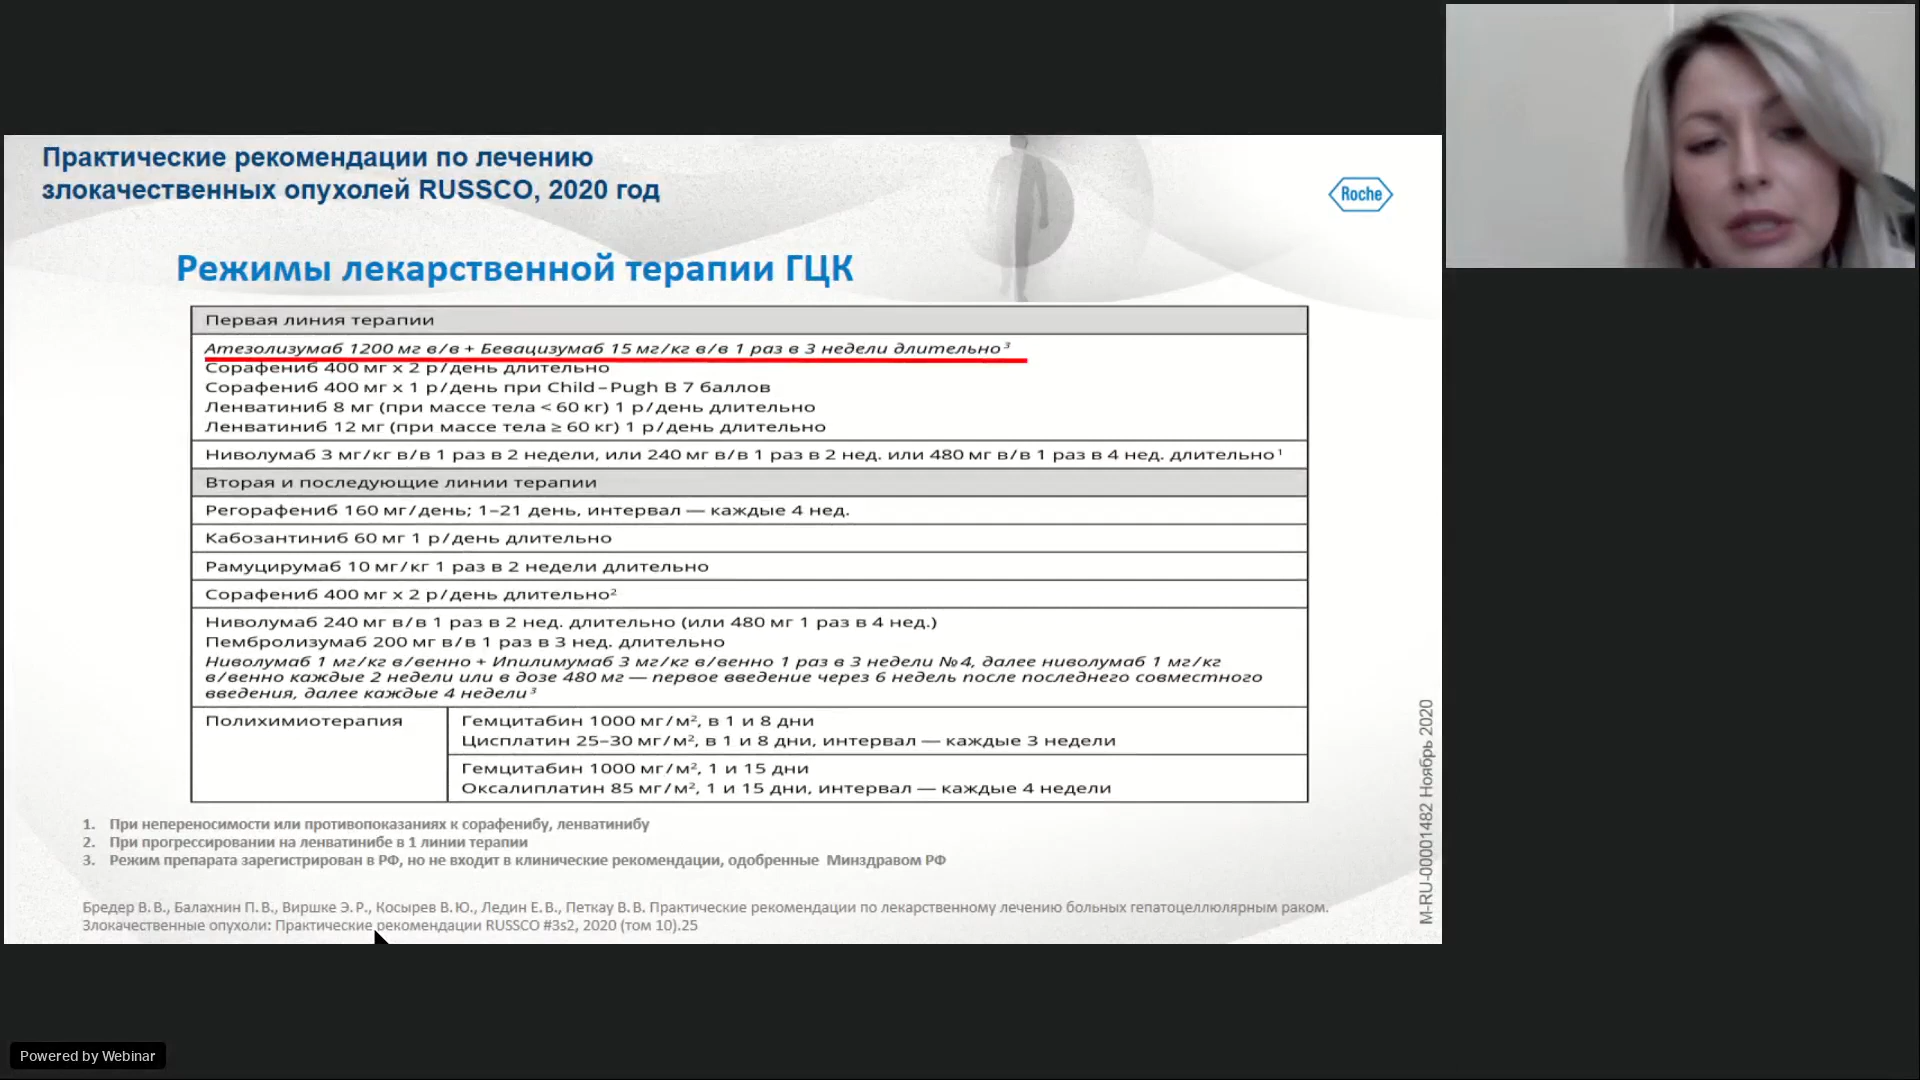 Практические рекомендации по лечению
злокачественных опухолей RUSSCO, 2020 год
Roche
Режимы лекарственной терапии ГЦК
Первая линия терапии
Атезолизумаб 1200 мг в/в + Бевацизумаб 15 мг/кг в/в 1 раз в 3 недели длительно³
Сорафениб 400 мг х 2 р/день длительно
Сорафениб 400 мг х 1 р/день при Child–Pugh В 7 баллов
Ленватиниб 8 мг (при массе тела < 60 кг) 1 р/день длительно
Ленватиниб 12 мг (при массе тела ≥ 60 кг) 1 р/день длительно
Ниволумаб 3 мг/кг в/в 1 раз в 2 недели, или 240 мг в/в 1 раз в 2 нед. или 480 мг в/в 1 раз в 4 нед. длительно¹
Вторая и последующие линии терапии
Регорафениб 160 мг/день; 1–21 день, интервал — каждые 4 нед.
Кабозантиниб 60 мг 1 р/день длительно
Рамуцирумаб 10 мг/кг 1 раз в 2 недели длительно
Сорафениб 400 мг х 2 р/день длительно²
Ниволумаб 240 мг в/в 1 раз в 2 нед. длительно (или 480 мг 1 раз в 4 нед.)
Пембролизумаб 200 мг в/в 1 раз в 3 нед. длительно
Ниволумаб 1 мг/кг в/венно + Ипилимумаб 3 мг/кг в/венно 1 раз в 3 недели №4, далее ниволумаб 1 мг/кг
в/венно каждые 2 недели или в дозе 480 мг — первое введение через 6 недель после последнего совместного
введения, далее каждые 4 недели³
Полихимиотерапия
Гемцитабин 1000 мг/м², в 1 и 8 дни
Цисплатин 25–30 мг/м², в 1 и 8 дни, интервал — каждые 3 недели
Гемцитабин 1000 мг/м², 1 и 15 дни
Оксалиплатин 85 мг/м², 1 и 15 дни, интервал — каждые 4 недели
1. При непереносимости или противопоказаниях к сорафенибу, ленватинибу
2. При прогрессировании на ленватинибе в 1 линии терапии
3. Режим препарата зарегистрирован в РФ, но не входит в клинические рекомендации, одобренные Минздравом РФ
Бредер В. В., Балахнин П. В., Виршке Э. Р., Косырев В. Ю., Ледин Е. В., Петкау В. В. Практические рекомендации по лекарственному лечению больных гепатоцеллюлярным раком.
Злокачественные опухоли: Практические рекомендации RUSSCO #3s2, 2020 (том 10).25
M-RU-00001482 Ноябрь 2020
Powered by Webinar